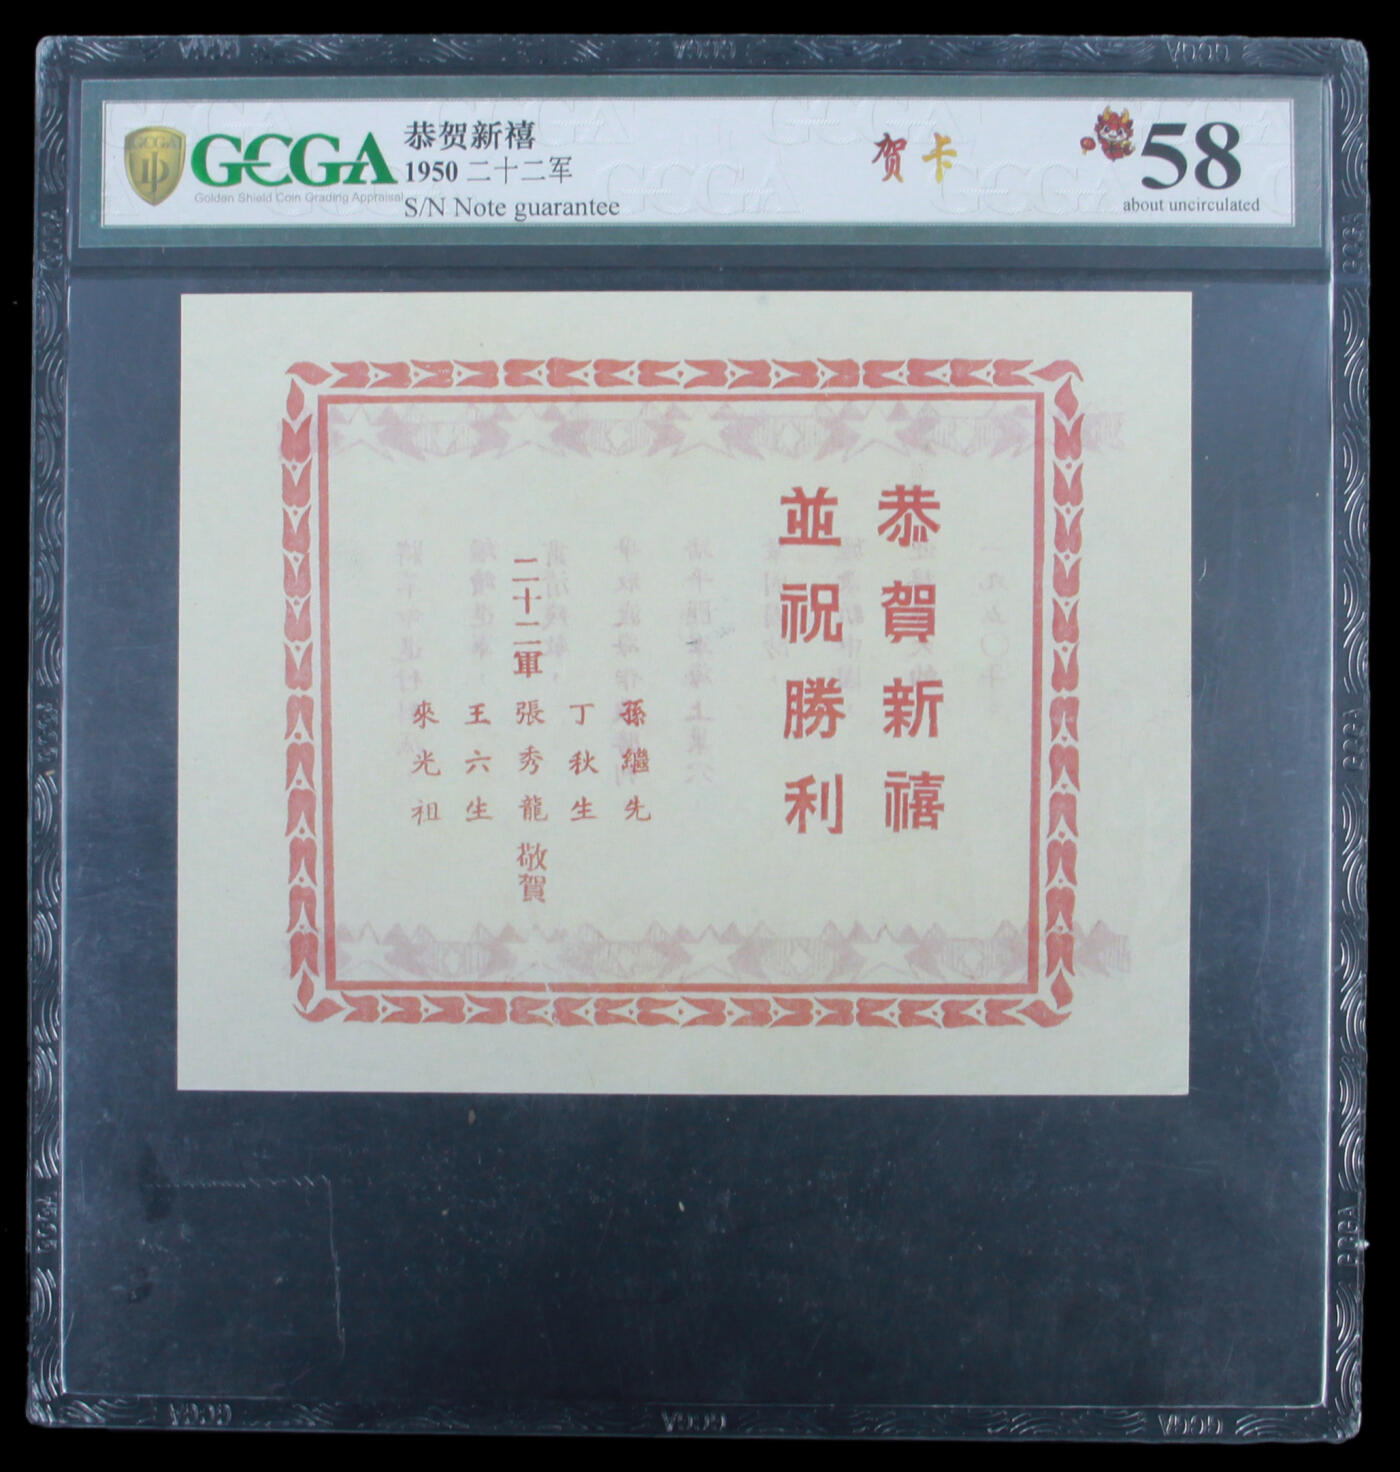 GCGA
Golden Shield Coin Grading Appraisal
恭贺新禧
1950 二十二军
S/N Note guarantee
贺卡
58
about uncirculated
恭賀新禧
並祝勝利
孫繼先
丁秋生
二十二軍 張秀龍 敬賀
王六生
來光祖